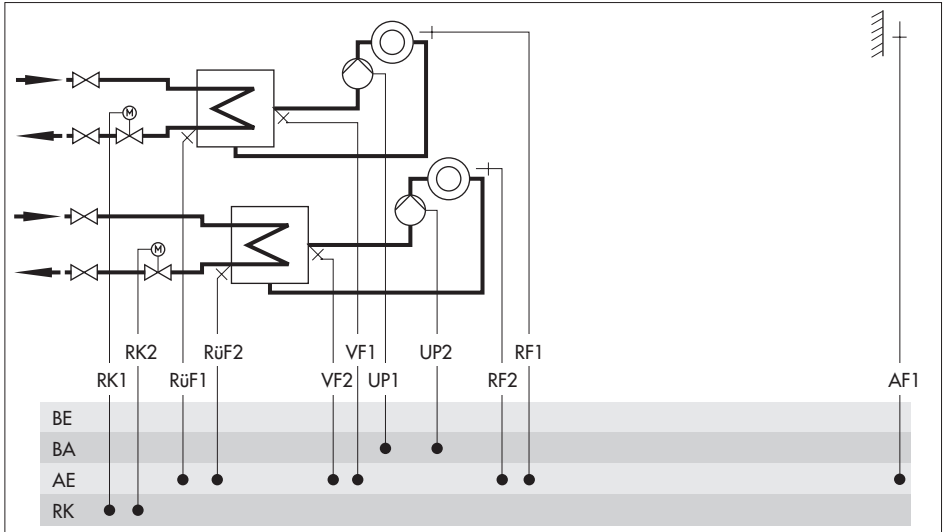 M
M
RK2 RüF2 VF1 UP2 RF1
RK1 RüF1 VF2 UP1 RF2 AF1
BE
BA
AE
RK